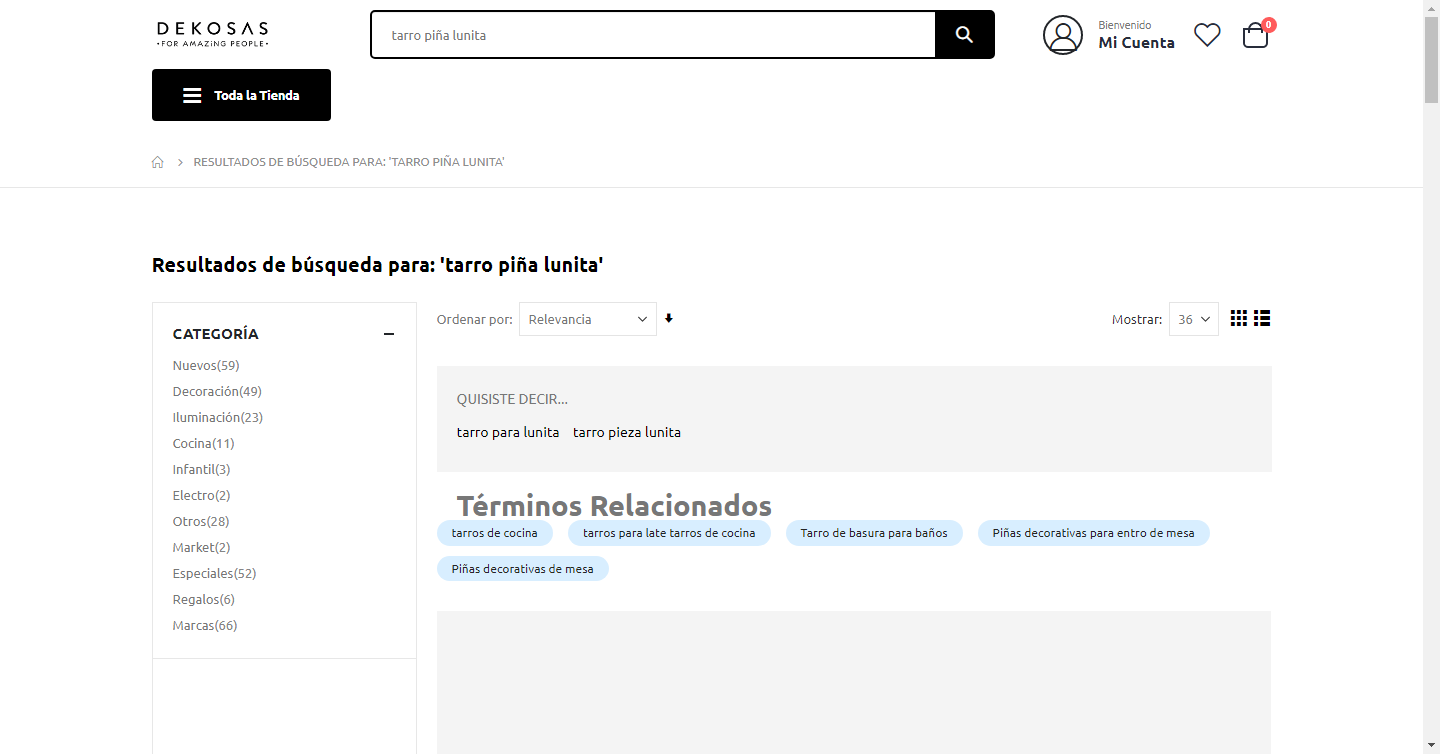 DEKOSAS
•FOR AMAZiNG PEOPLE•
tarro piña lunita
Bienvenido
Mi Cuenta
0
Toda la Tienda
RESULTADOS DE BÚSQUEDA PARA: 'TARRO PIÑA LUNITA'
Resultados de búsqueda para: 'tarro piña lunita'
CATEGORÍA
Nuevos(59)
Decoración(49)
Iluminación(23)
Cocina(11)
Infantil(3)
Electro(2)
Otros(28)
Market(2)
Especiales(52)
Regalos(6)
Marcas(66)
Ordenar por: Relevancia
Mostrar: 36
QUISISTE DECIR...
tarro para lunita tarro pieza lunita
Términos Relacionados
tarros de cocina tarros para late tarros de cocina Tarro de basura para baños Piñas decorativas para entro de mesa
Piñas decorativas de mesa